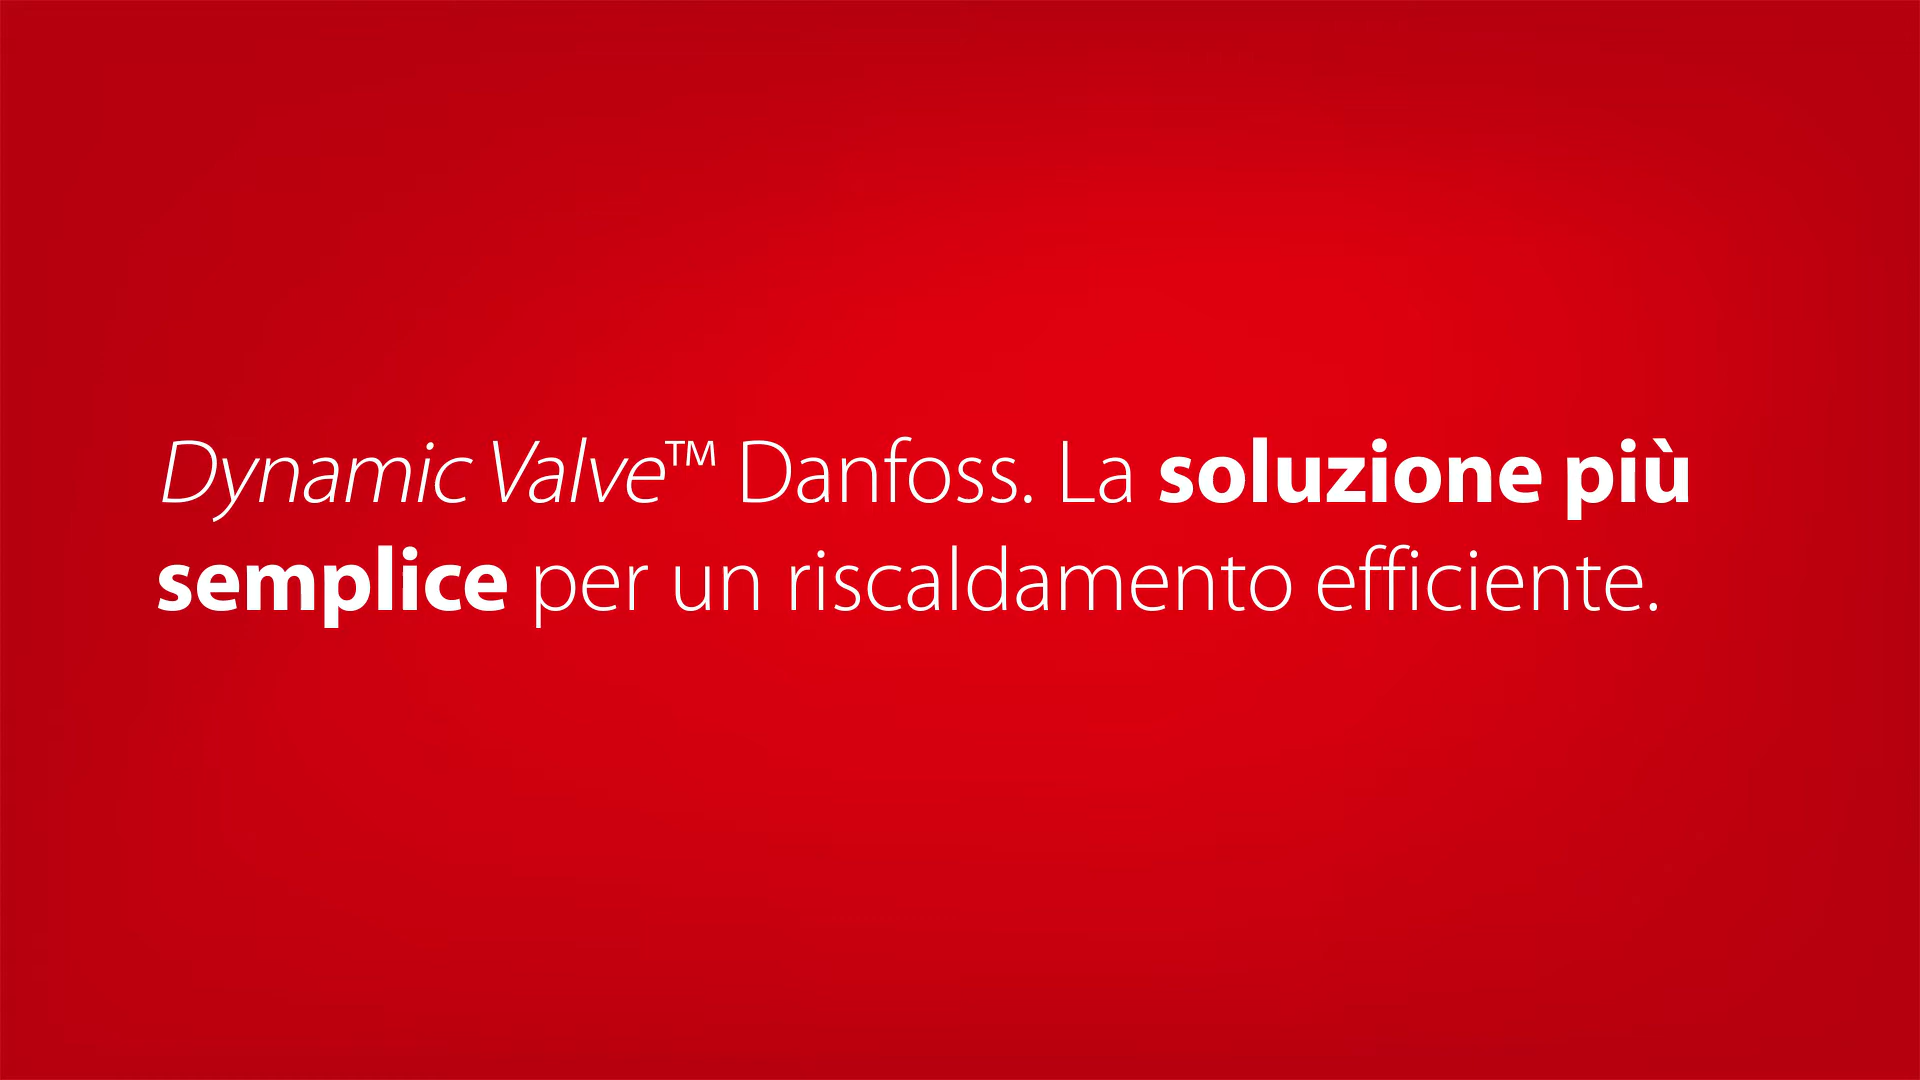 Dynamic Valve™ Danfoss. La soluzione più
semplice per un riscaldamento efficiente.